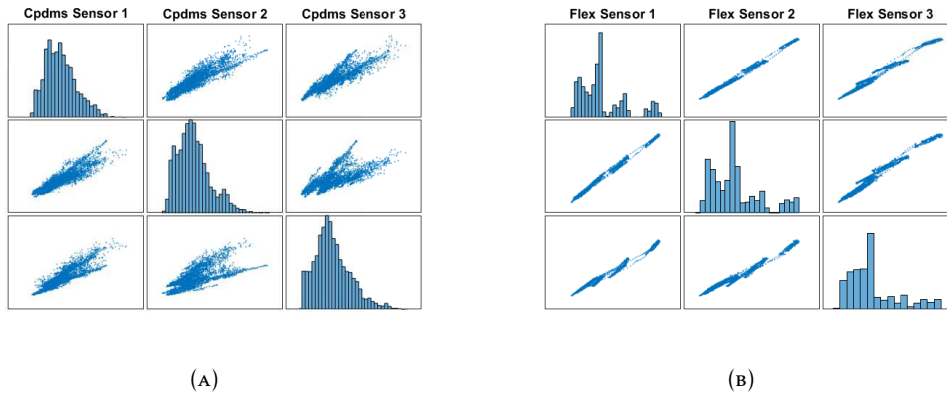 Cpdms Sensor 1 Cpdms Sensor 2 Cpdms Sensor 3
Flex Sensor 1 Flex Sensor 2 Flex Sensor 3
(A)
(B)